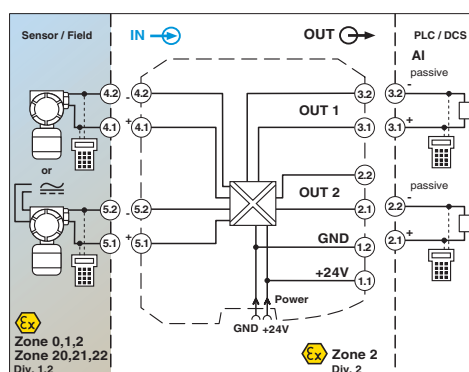 Sensor / Field
IN
OUT
PLC / DCS
AI
passive
4.2 - 4.2
3.2 3.2 -
OUT 1
4.1 + 4.1
3.1 3.1 +
or
2.2
passive
OUT 2
5.2 - 5.2
2.1 2.2 -
GND
5.1 + 5.1
1.2 2.1 +
+24V
1.1
Power
GND +24V
Ex
Zone 0,1,2
Zone 20,21,22
Div. 1,2
Ex Zone 2
Div. 2